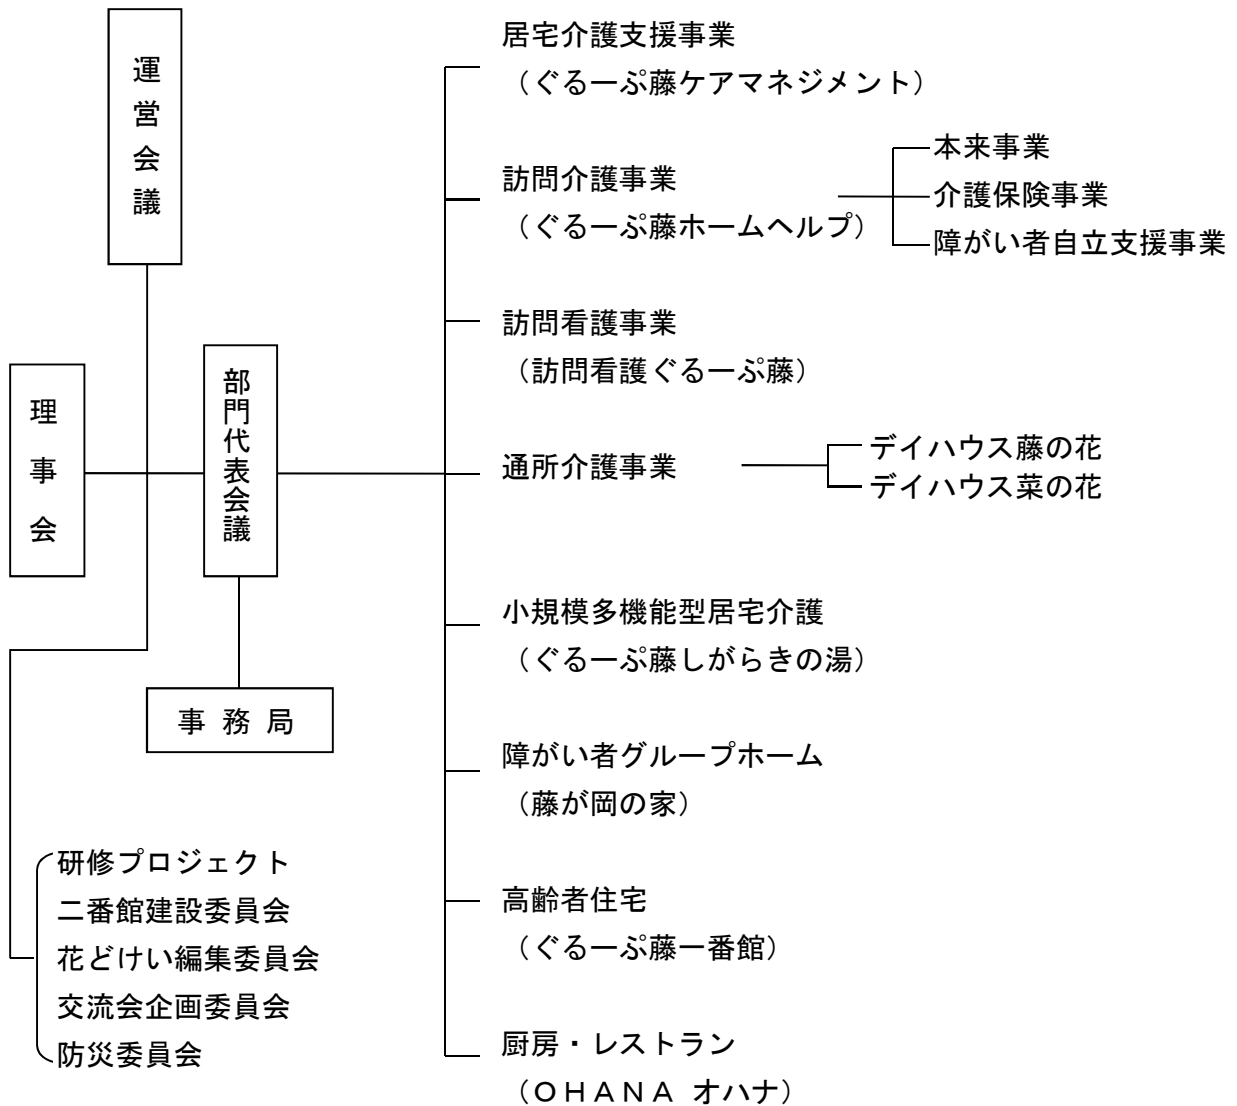 運営会議
理事会
部門代表会議
事務局
研修プロジェクト
二番館建設委員会
花どけい編集委員会
交流会企画委員会
防災委員会
居宅介護支援事業
（ぐるーぷ藤ケアマネジメント）
訪問介護事業
（ぐるーぷ藤ホームヘルプ）
本来事業
介護保険事業
障がい者自立支援事業
訪問看護事業
（訪問看護ぐるーぷ藤）
通所介護事業
デイハウス藤の花
デイハウス菜の花
小規模多機能型居宅介護
（ぐるーぷ藤しがらきの湯）
障がい者グループホーム
（藤が岡の家）
高齢者住宅
（ぐるーぷ藤一番館）
厨房・レストラン
（ＯＨＡＮＡ オハナ）